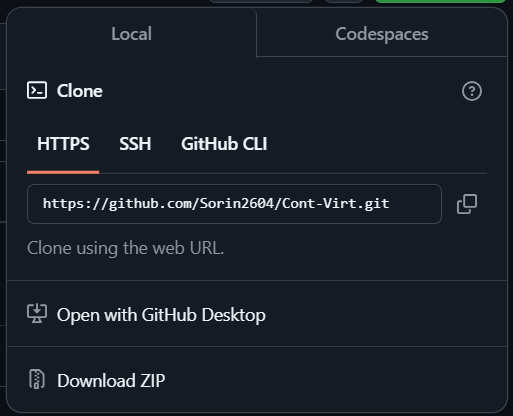 Local
Codespaces
Clone
HTTPS
SSH
GitHub CLI
https://github.com/Sorin2604/Cont-Virt.git
Clone using the web URL.
Open with GitHub Desktop
Download ZIP